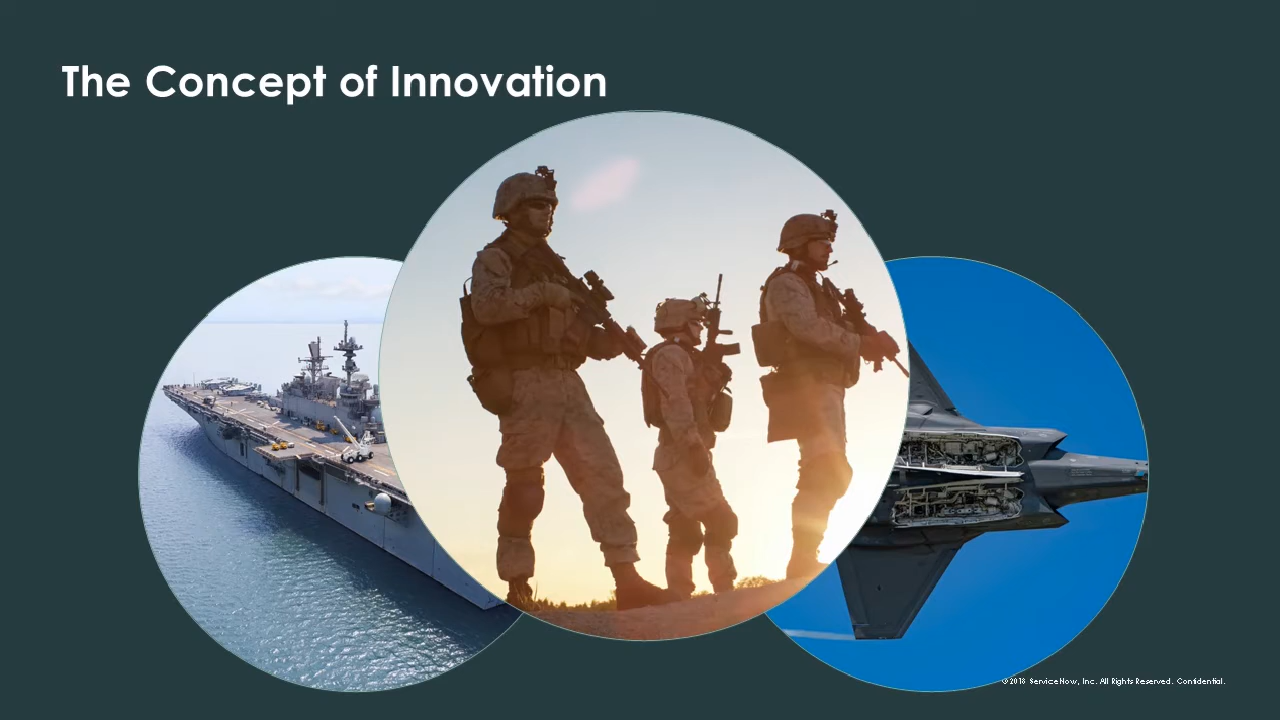 The Concept of Innovation
©2018 ServiceNow, Inc. All Rights Reserved. Confidential.